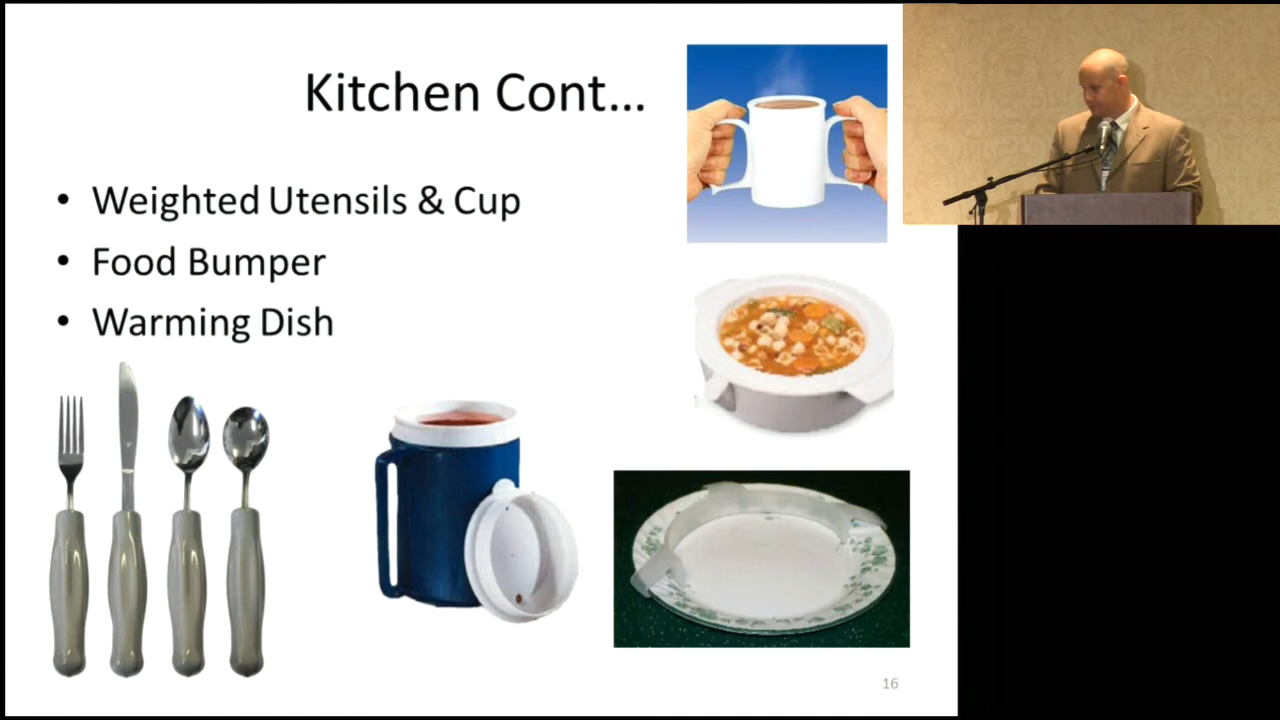 Kitchen Cont...
• Weighted Utensils & Cup
• Food Bumper
• Warming Dish
16